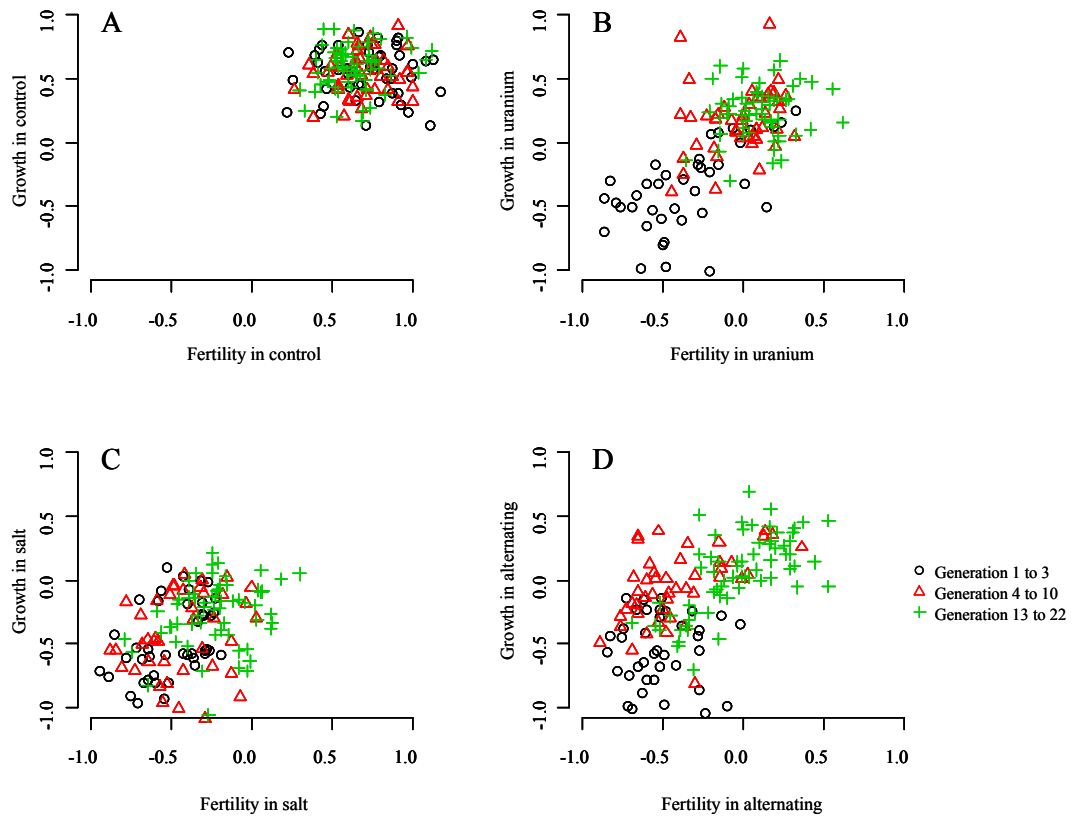 A
1.0
0.5
0.0
-0.5
-1.0
Growth in control
-1.0 -0.5 0.0 0.5 1.0
Fertility in control
B
1.0
0.5
0.0
-0.5
-1.0
Growth in uranium
-1.0 -0.5 0.0 0.5 1.0
Fertility in uranium
C
1.0
0.5
0.0
-0.5
-1.0
Growth in salt
-1.0 -0.5 0.0 0.5 1.0
Fertility in salt
D
1.0
0.5
0.0
-0.5
-1.0
Growth in alternating
-1.0 -0.5 0.0 0.5 1.0
Fertility in alternating
Generation 1 to 3
Generation 4 to 10
Generation 13 to 22